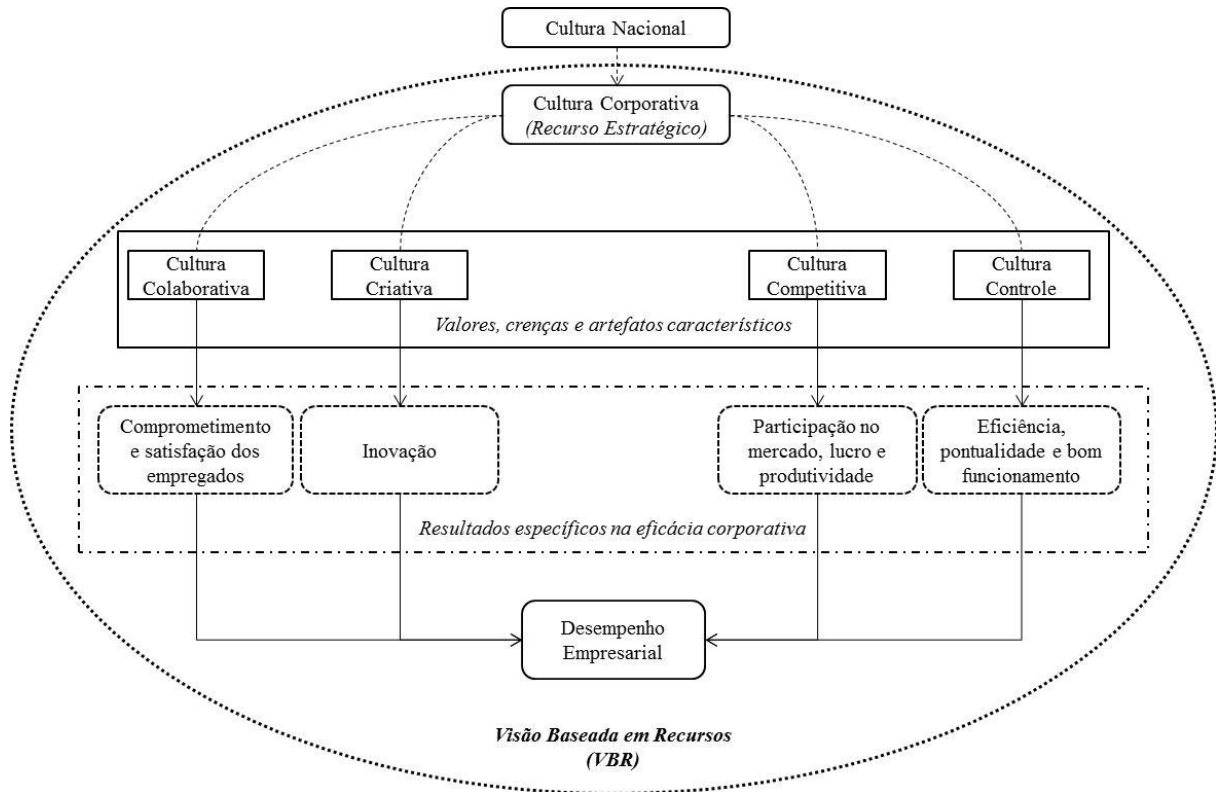 Cultura Nacional
Cultura Corporativa
(Recurso Estratégico)
Cultura
Colaborativa
Cultura
Criativa
Cultura
Competitiva
Cultura
Controle
Valores, crenças e artefatos característicos
Comprometimento
e satisfação dos
empregados
Inovação
Participação no
mercado, lucro e
produtividade
Eficiência,
pontualidade e bom
funcionamento
Resultados específicos na eficácia corporativa
Desempenho
Empresarial
Visão Baseada em Recursos
(VBR)